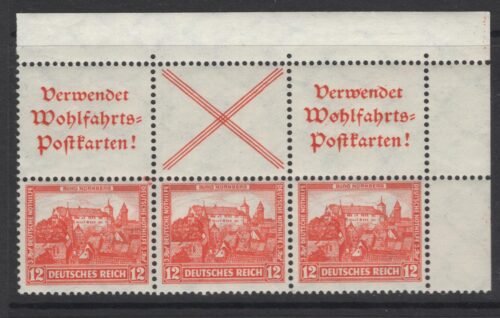 Verwendet
Wohlfahrts=
Postkarten!
Verwendet
Wohlfahrts=
Postkarten!
BURG NÜRNBERG
12 DEUTSCHES REICH 12
BURG NÜRNBERG
12 DEUTSCHES REICH 12
BURG NÜRNBERG
12 DEUTSCHES REICH 12